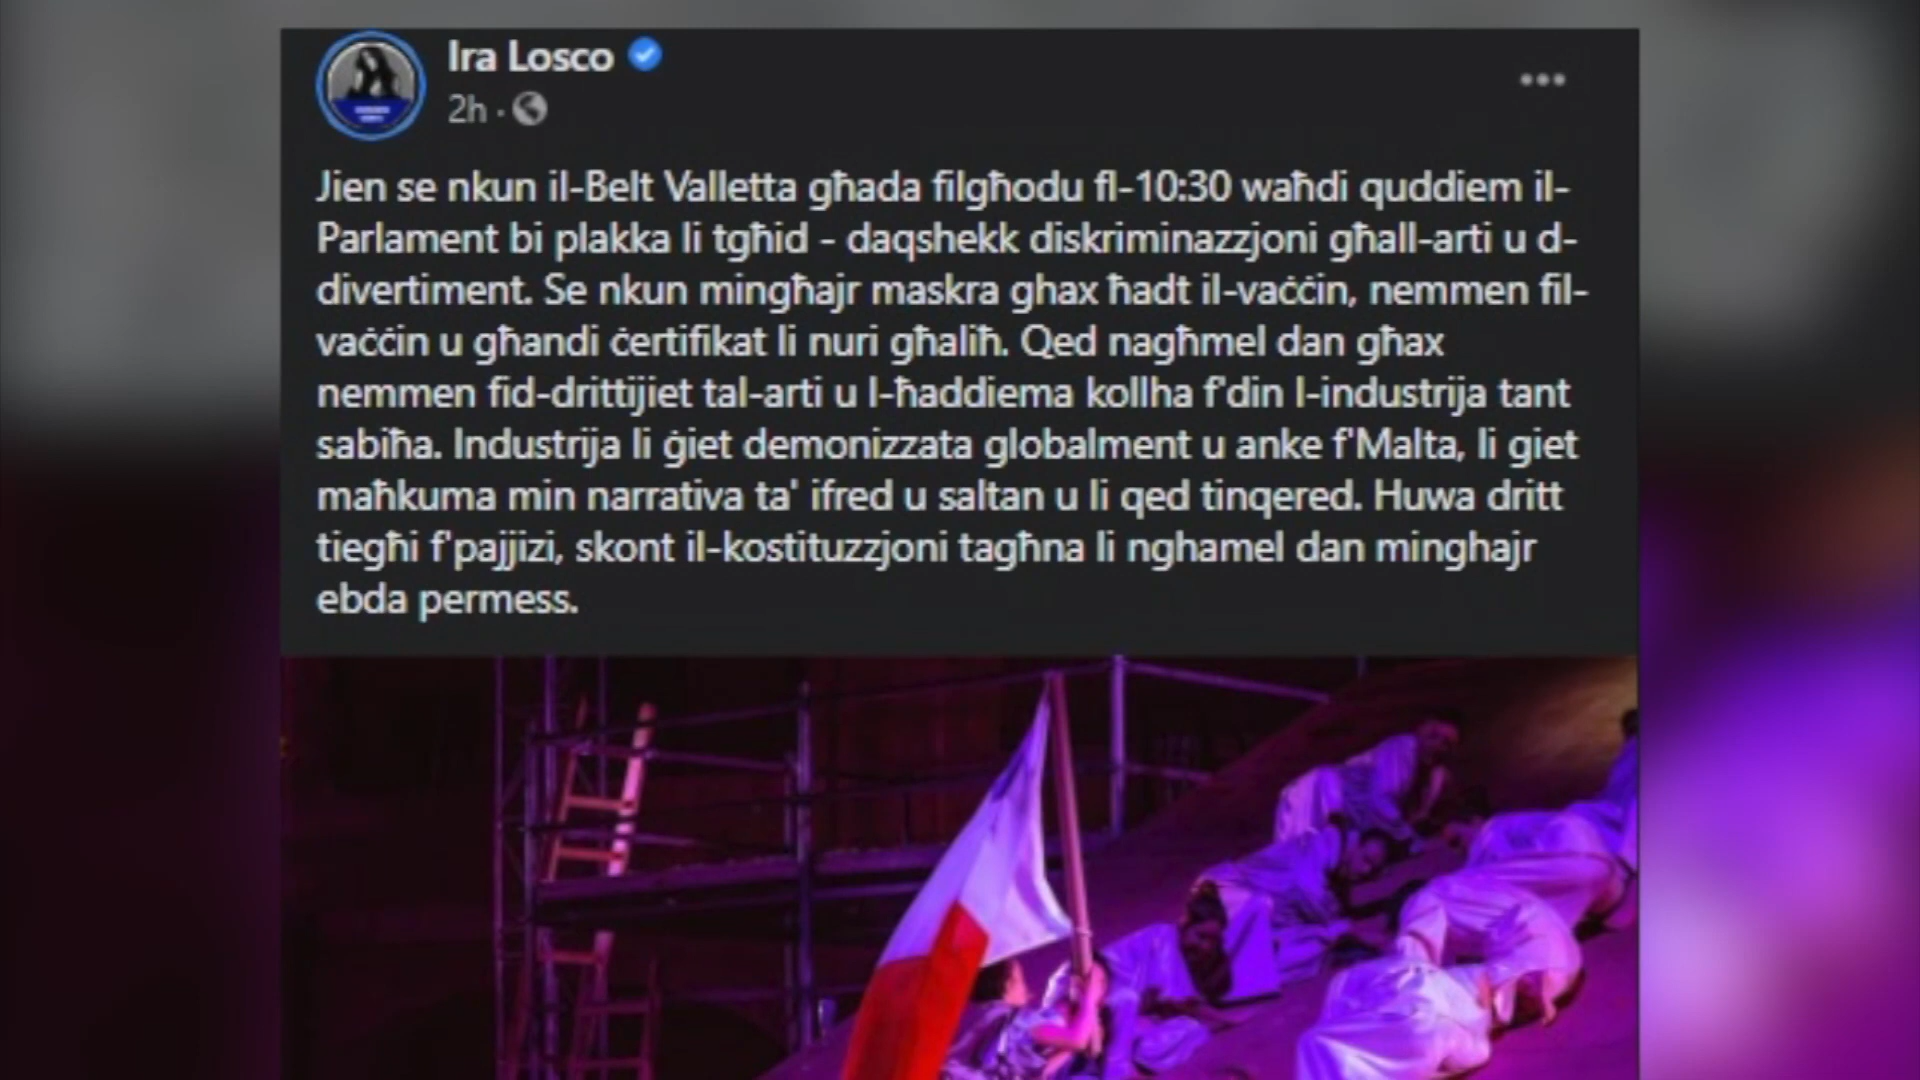 Ira Losco
2h ·
Jien se nkun il-Belt Valletta għada filgħodu fl-10:30 waħdi quddiem il-
Parlament bi plakka li tgħid - daqshekk diskriminazzjoni għall-arti u d-
divertiment. Se nkun mingħajr maskra ghax ħadt il-vaċċin, nemmen fil-
vaċċin u għandi ċertifikat li nuri għaliħ. Qed nagħmel dan għax
nemmen fid-drittijiet tal-arti u l-ħaddiema kollha f'din l-industrija tant
sabiħa. Industrija li ġiet demonizzata globalment u anke f'Malta, li giet
maħkuma min narrativa ta' ifred u saltan u li qed tinqered. Huwa dritt
tiegħi f'pajjizi, skont il-kostituzzjoni tagħna li nghamel dan minghajr
ebda permess.